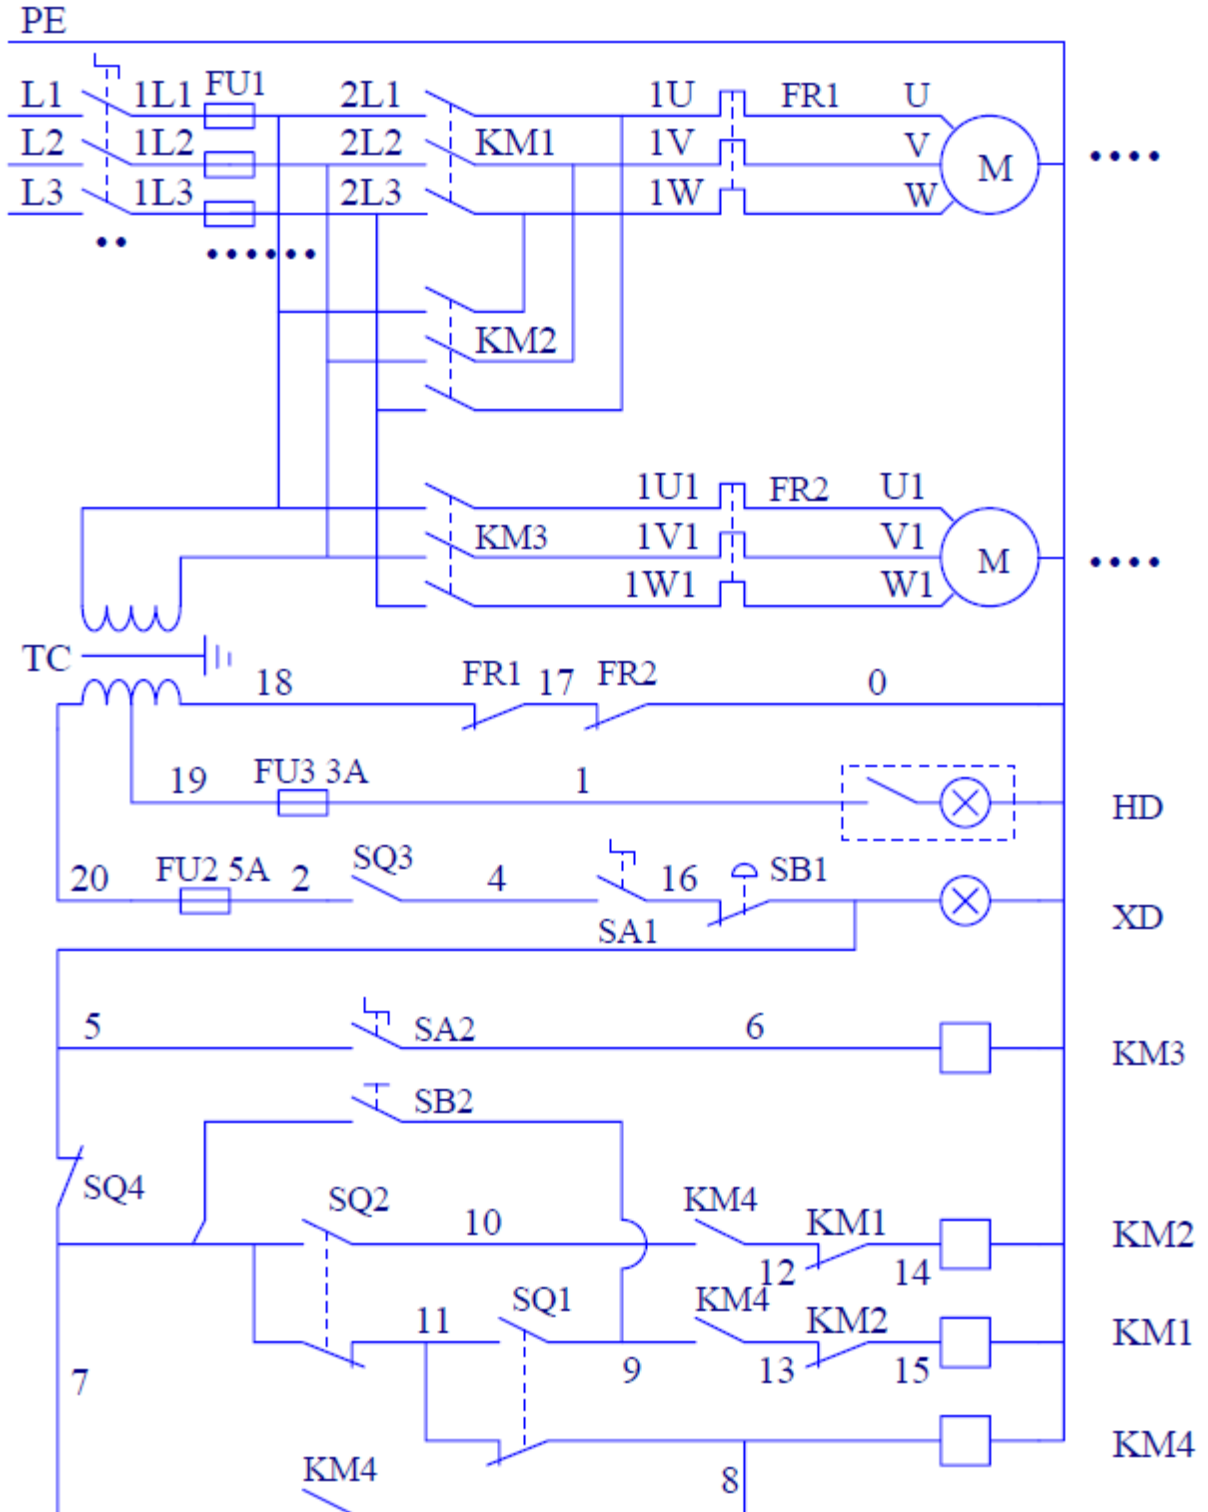 PE
L1 1L1 FU1 2L1 1U FR1 U
L2 1L2 2L2 KM1 1V V M ••••
L3 1L3 2L3 1W W
•• ••••••
KM2
1U1 FR2 U1
KM3 1V1 V1 M ••••
1W1 W1
TC
18 FR1 17 FR2 0
19 FU3 3A 1 HD
20 FU2 5A 2 SQ3 4 16 SB1 XD
SA1
5 SA2 6 KM3
SB2
SQ4 SQ2 10 KM4 KM1 KM2
12 14
11 SQ1 KM4 KM2 KM1
7 9 13 15
KM4 8 KM4